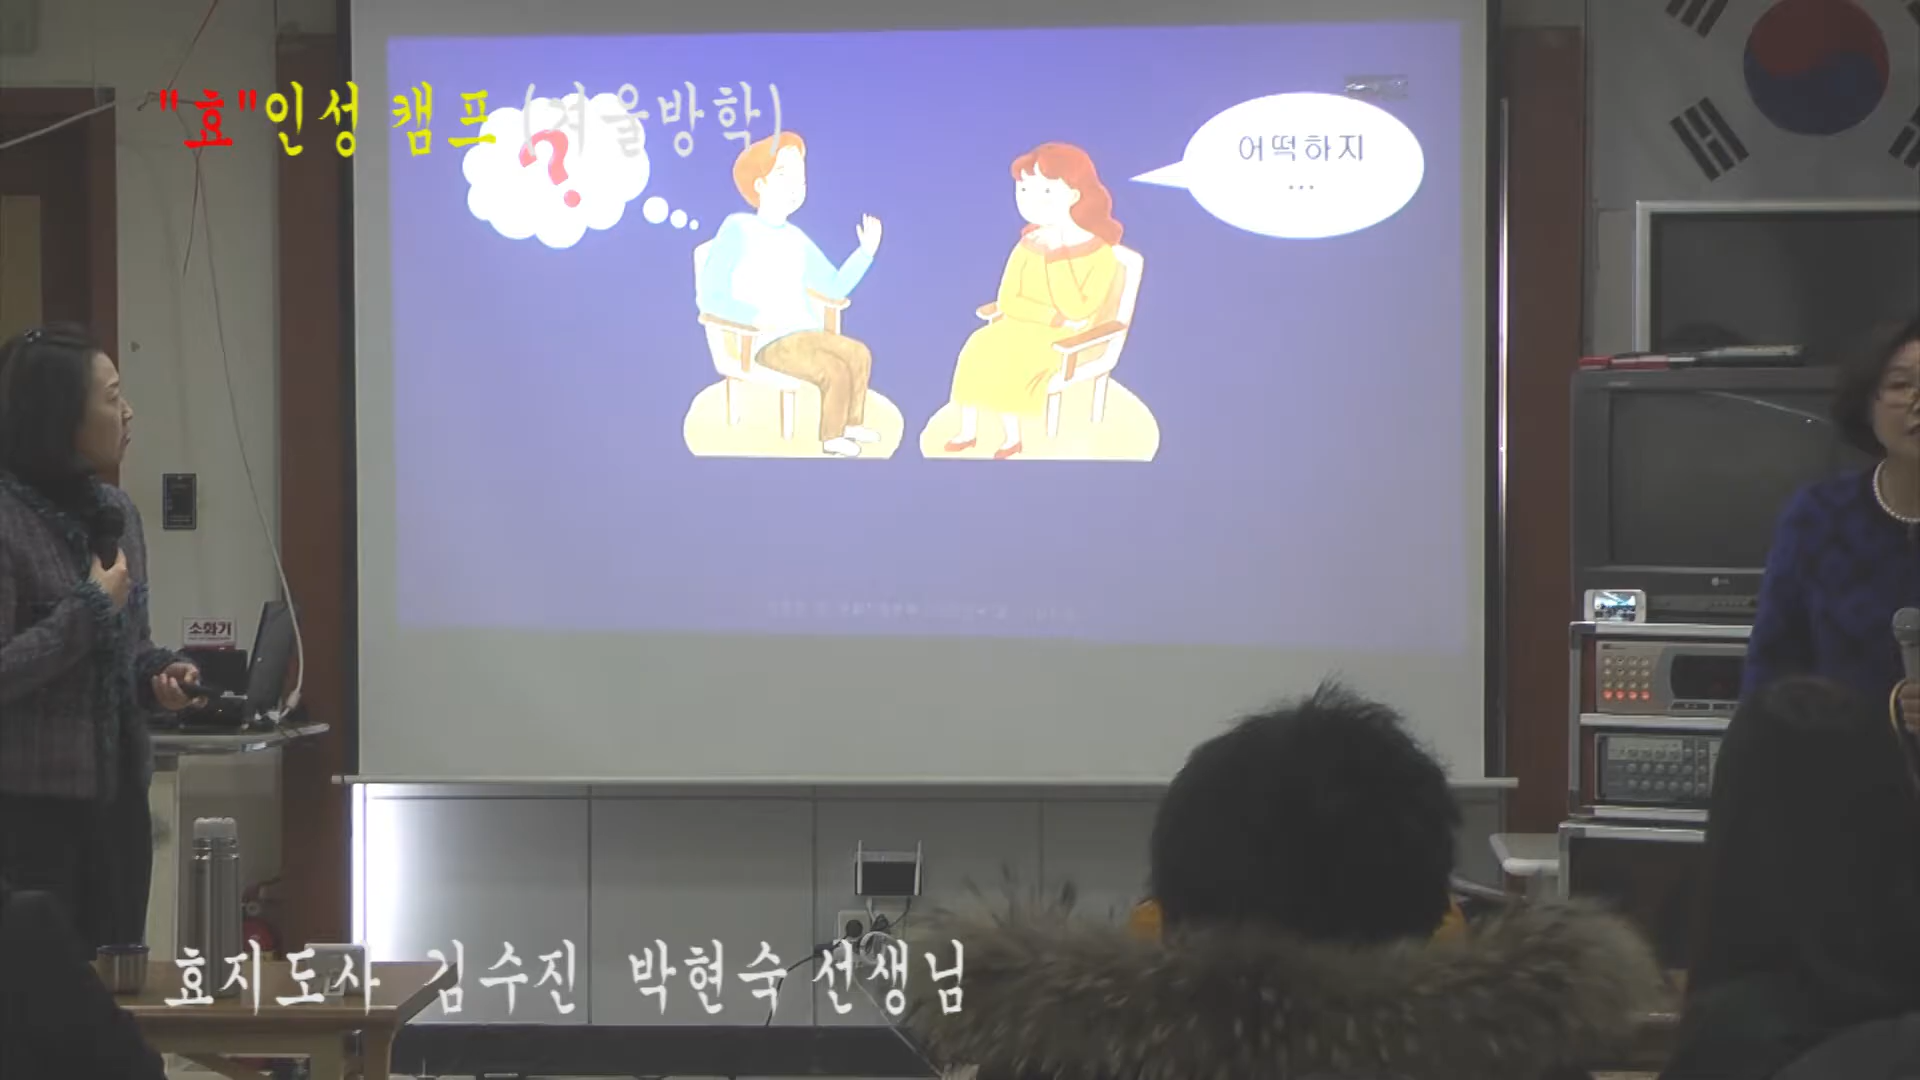 "효"인성 캠프 (겨울방학)
?
어떡하지
...
소화기
LG
효지도사 김수진 박현숙 선생님